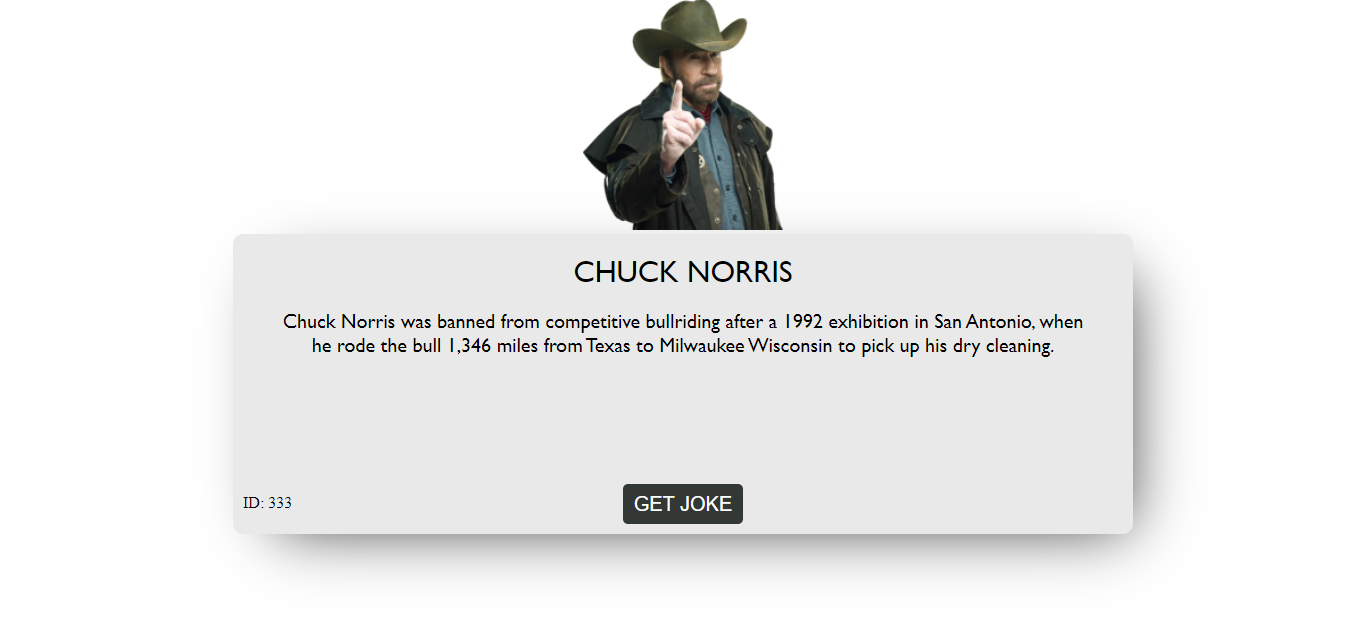 CHUCK NORRIS
Chuck Norris was banned from competitive bullriding after a 1992 exhibition in San Antonio, when
he rode the bull 1,346 miles from Texas to Milwaukee Wisconsin to pick up his dry cleaning.
ID: 333
GET JOKE